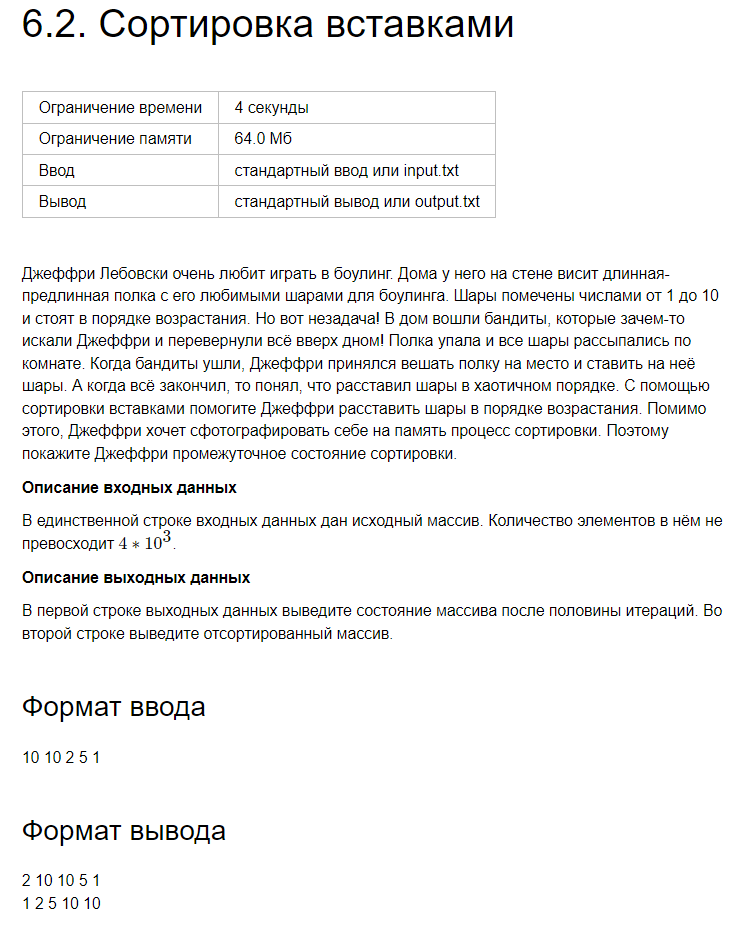 6.2. Сортировка вставками
Ограничение времени 4 секунды
Ограничение памяти 64.0 Мб
Ввод стандартный ввод или input.txt
Вывод стандартный вывод или output.txt
Джеффри Лебовски очень любит играть в боулинг. Дома у него на стене висит длинная-
предлинная полка с его любимыми шарами для боулинга. Шары помечены числами от 1 до 10
и стоят в порядке возрастания. Но вот незадача! В дом вошли бандиты, которые зачем-то
искали Джеффри и перевернули всё вверх дном! Полка упала и все шары рассыпались по
комнате. Когда бандиты ушли, Джеффри принялся вешать полку на место и ставить на неё
шары. А когда всё закончил, то понял, что расставил шары в хаотичном порядке. С помощью
сортировки вставками помогите Джеффри расставить шары в порядке возрастания. Помимо
этого, Джеффри хочет сфотографировать себе на память процесс сортировки. Поэтому
покажите Джеффри промежуточное состояние сортировки.
Описание входных данных
В единственной строке входных данных дан исходный массив. Количество элементов в нём не
превосходит 4 ∗ 10³.
Описание выходных данных
В первой строке выходных данных выведите состояние массива после половины итераций. Во
второй строке выведите отсортированный массив.
Формат ввода
10 10 2 5 1
Формат вывода
2 10 10 5 1
1 2 5 10 10